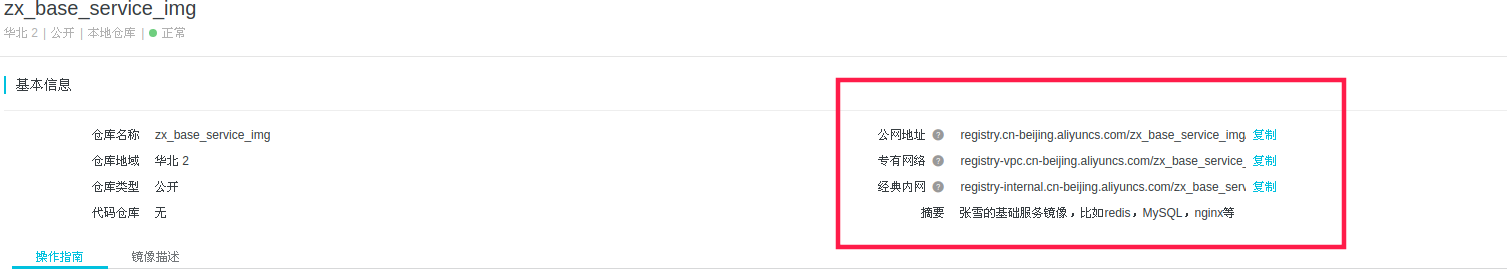 zx_base_service_img
华北 2 | 公开 | 本地仓库 | 正常
基本信息
仓库名称 zx_base_service_img
公网地址 registry.cn-beijing.aliyuncs.com/zx_base_service_img 复制
仓库地域 华北 2
专有网络 registry-vpc.cn-beijing.aliyuncs.com/zx_base_service_ 复制
仓库类型 公开
经典内网 registry-internal.cn-beijing.aliyuncs.com/zx_base_serv 复制
代码仓库 无
摘要 张雪的基础服务镜像，比如redis，MySQL，nginx等
操作指南 镜像描述